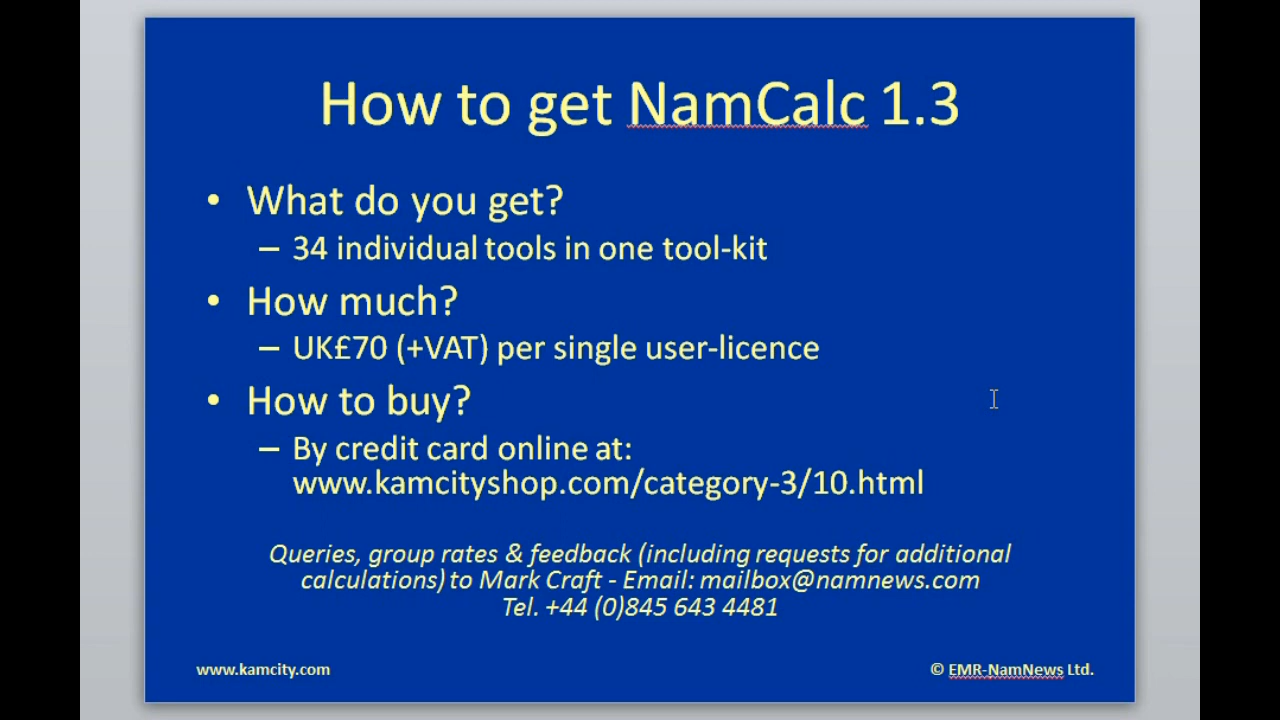 How to get NamCalc 1.3
• What do you get?
– 34 individual tools in one tool-kit
• How much?
– UK£70 (+VAT) per single user-licence
• How to buy?
– By credit card online at:
www.kamcityshop.com/category-3/10.html
Queries, group rates & feedback (including requests for additional
calculations) to Mark Craft - Email: mailbox@namnews.com
Tel. +44 (0)845 643 4481
www.kamcity.com
© EMR-NamNews Ltd.